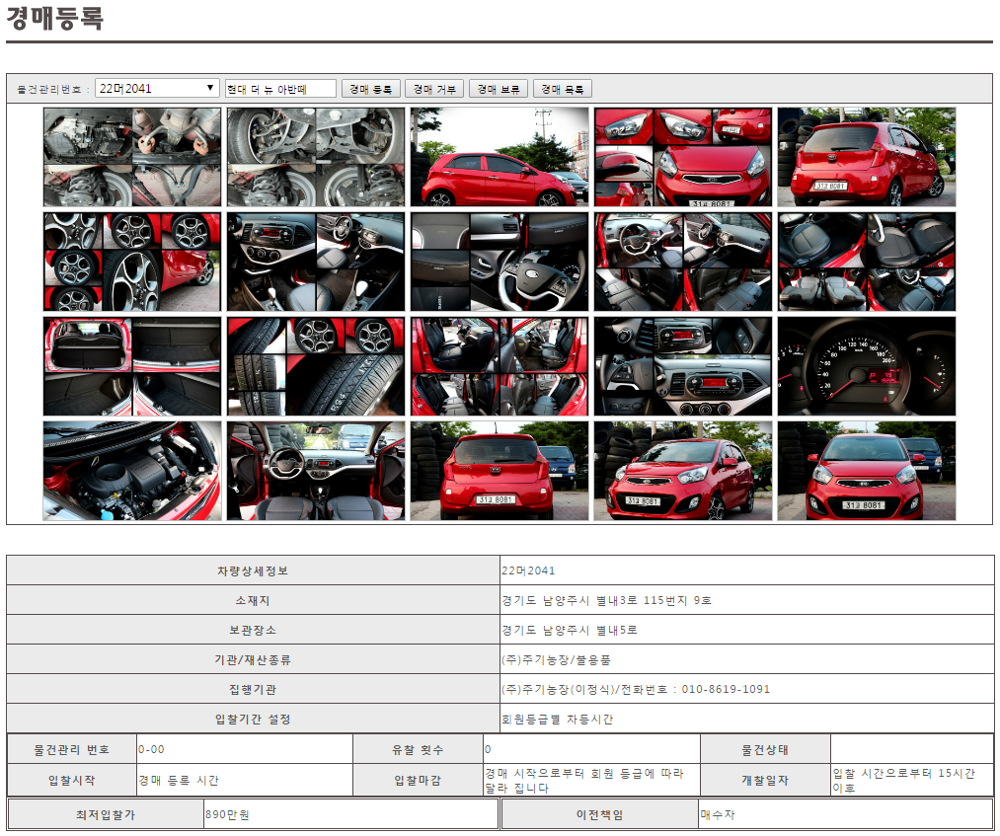 경매등록
물건관리번호 : 22머2041 현대 더 뉴 아반떼 경매 등록 경매 거부 경매 보류 경매 목록
31고 8081
31고 8081
31고 8081
31고 8081
31고 8081
차량상세정보 22머2041
소재지 경기도 남양주시 별내3로 115번지 9호
보관장소 경기도 남양주시 별내5로
기관/재산종류 (주)주기농장/불용품
집행기관 (주)주기농장(이정식)/전화번호 : 010-8619-1091
입찰기간 설정 회원등급별 차등시간
물건관리 번호 0-00 유찰 횟수 0 물건상태
입찰시작 경매 등록 시간 입찰마감 경매 시작으로부터 회원 등급에 따라 달라 집니다 개찰일자 입찰 시간으로부터 15시간 이후
최저입찰가 890만원 이전책임 매수자